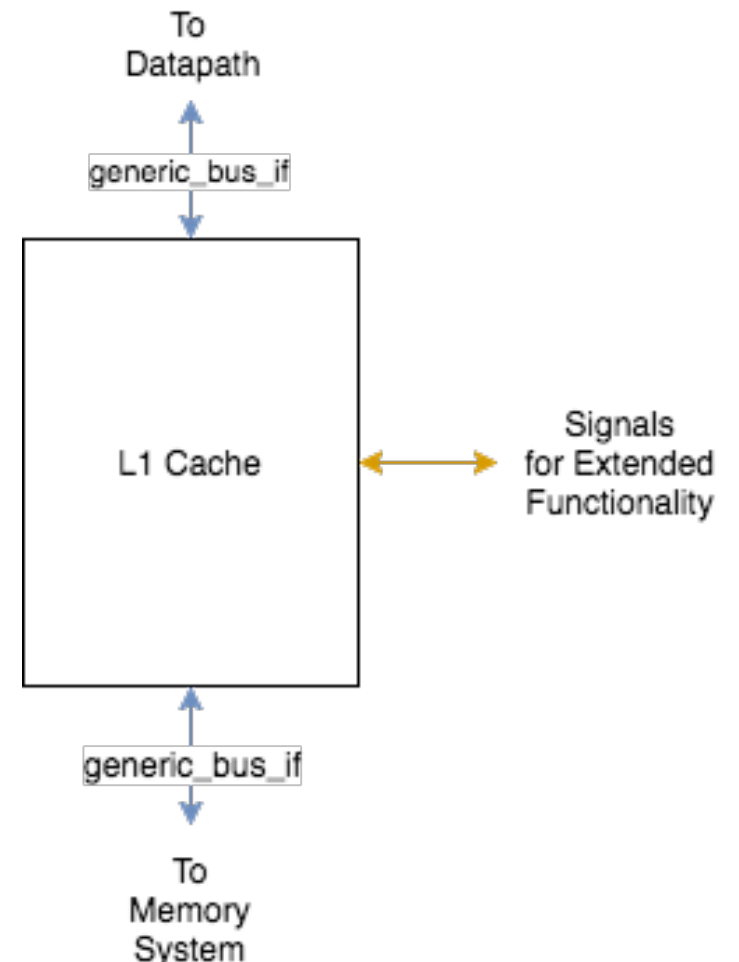 To
Datapath
generic_bus_if
L1 Cache
Signals
for Extended
Functionality
generic_bus_if
To
Memory
System